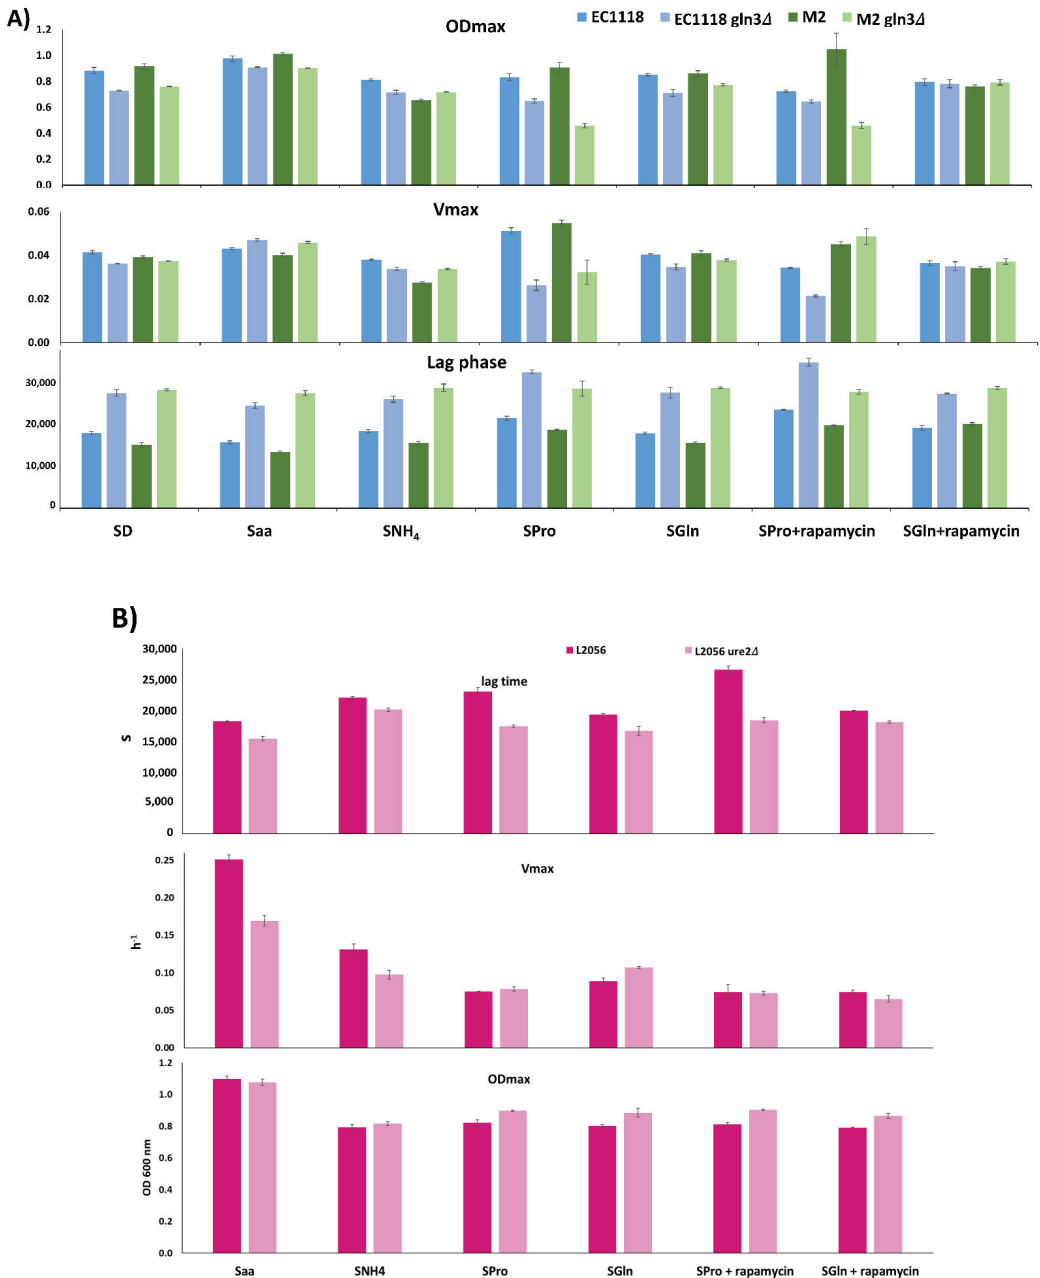 A)
EC1118 EC1118 gln3Δ M2 M2 gln3Δ
ODmax
1.2
1.0
0.8
0.6
0.4
0.2
0.0
Vmax
0.06
0.04
0.02
0.00
Lag phase
30,000
20,000
10,000
0
SD Saa SNH4 SPro SGln SPro+rapamycin SGln+rapamycin
B)
L2056 L2056 ure2Δ
lag time
30,000
25,000
20,000
15,000
10,000
5,000
0
S
Vmax
0.25
0.20
0.15
0.10
0.05
0.00
h-1
ODmax
1.2
1.0
0.8
0.6
0.4
0.2
0.0
OD 600 nm
Saa SNH4 SPro SGln SPro + rapamycin SGln + rapamycin